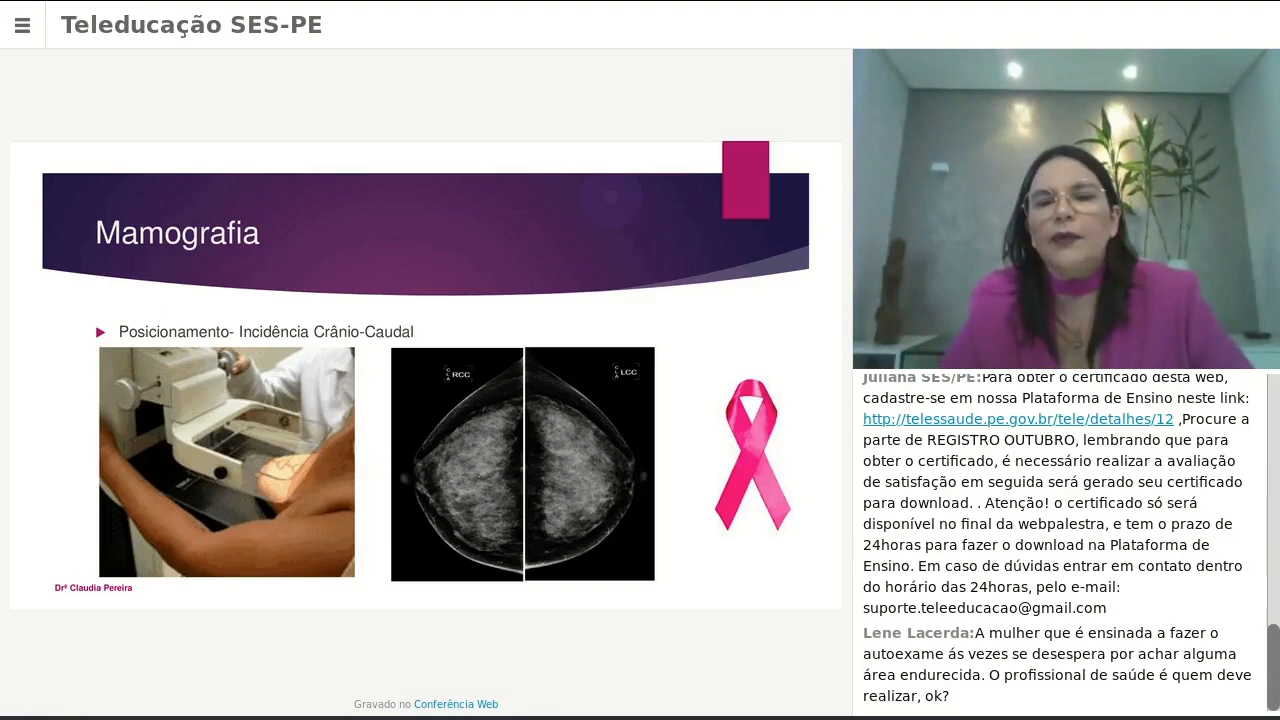 Teleducação SES-PE
Mamografia
Posicionamento- Incidência Crânio-Caudal
RCC
LCC
Drª Claudia Pereira
Gravado no Conferência Web
Juliana SES/PE:Para obter o certificado desta web,
cadastre-se em nossa Plataforma de Ensino neste link:
http://telessaude.pe.gov.br/tele/detalhes/12 ,Procure a
parte de REGISTRO OUTUBRO, lembrando que para
obter o certificado, é necessário realizar a avaliação
de satisfação em seguida será gerado seu certificado
para download. . Atenção! o certificado só será
disponível no final da webpalestra, e tem o prazo de
24horas para fazer o download na Plataforma de
Ensino. Em caso de dúvidas entrar em contato dentro
do horário das 24horas, pelo e-mail:
suporte.teleeducacao@gmail.com
Lene Lacerda:A mulher que é ensinada a fazer o
autoexame ás vezes se desespera por achar alguma
área endurecida. O profissional de saúde é quem deve
realizar, ok?